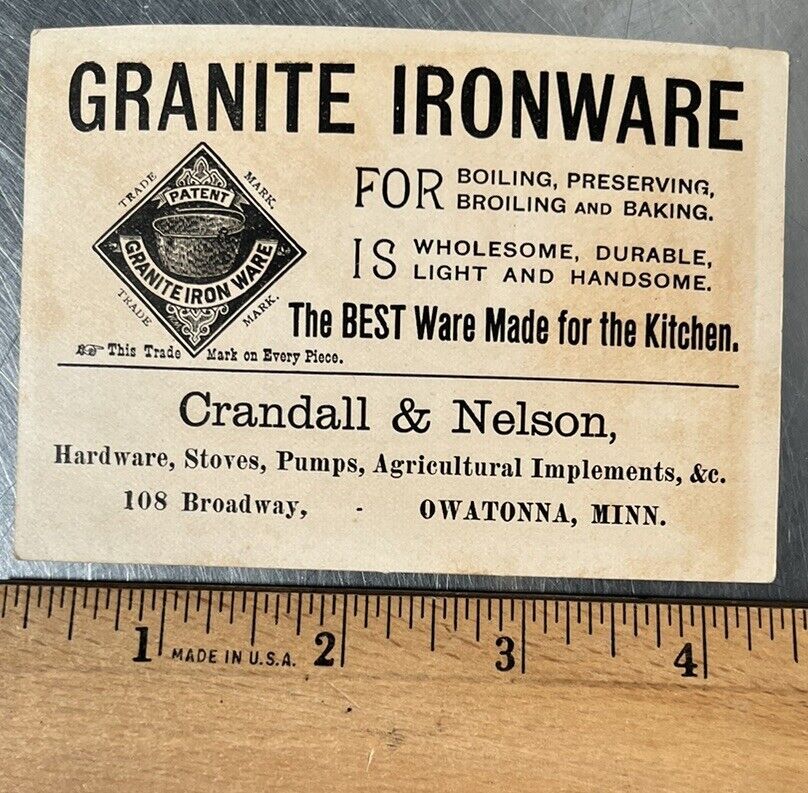 GRANITE IRONWARE
TRADE MARK.
PATENT
GRANITE IRON WARE
TRADE MARK.
FOR BOILING, PRESERVING,
BROILING AND BAKING.
IS WHOLESOME, DURABLE,
LIGHT AND HANDSOME.
The BEST Ware Made for the Kitchen.
☞ This Trade Mark on Every Piece.
Crandall & Nelson,
Hardware, Stoves, Pumps, Agricultural Implements, &c.
108 Broadway, - OWATONNA, MINN.
1 MADE IN U.S.A. 2 3 4